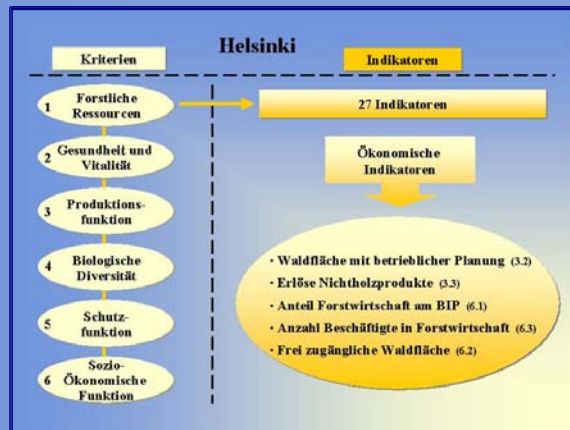 Helsinki
Kriterien
Indikatoren
1 Forstliche
Ressourcen
27 Indikatoren
2 Gesundheit und
Vitalität
Ökonomische
Indikatoren
3 Produktions-
funktion
4 Biologische
Diversität
5 Schutz-
funktion
6 Sozio-
Ökonomische
Funktion
· Waldfläche mit betrieblicher Planung (3.2)
· Erlöse Nichtholzprodukte (3.3)
· Anteil Forstwirtschaft am BIP (6.1)
· Anzahl Beschäftigte in Forstwirtschaft (6.3)
· Frei zugängliche Waldfläche (6.2)